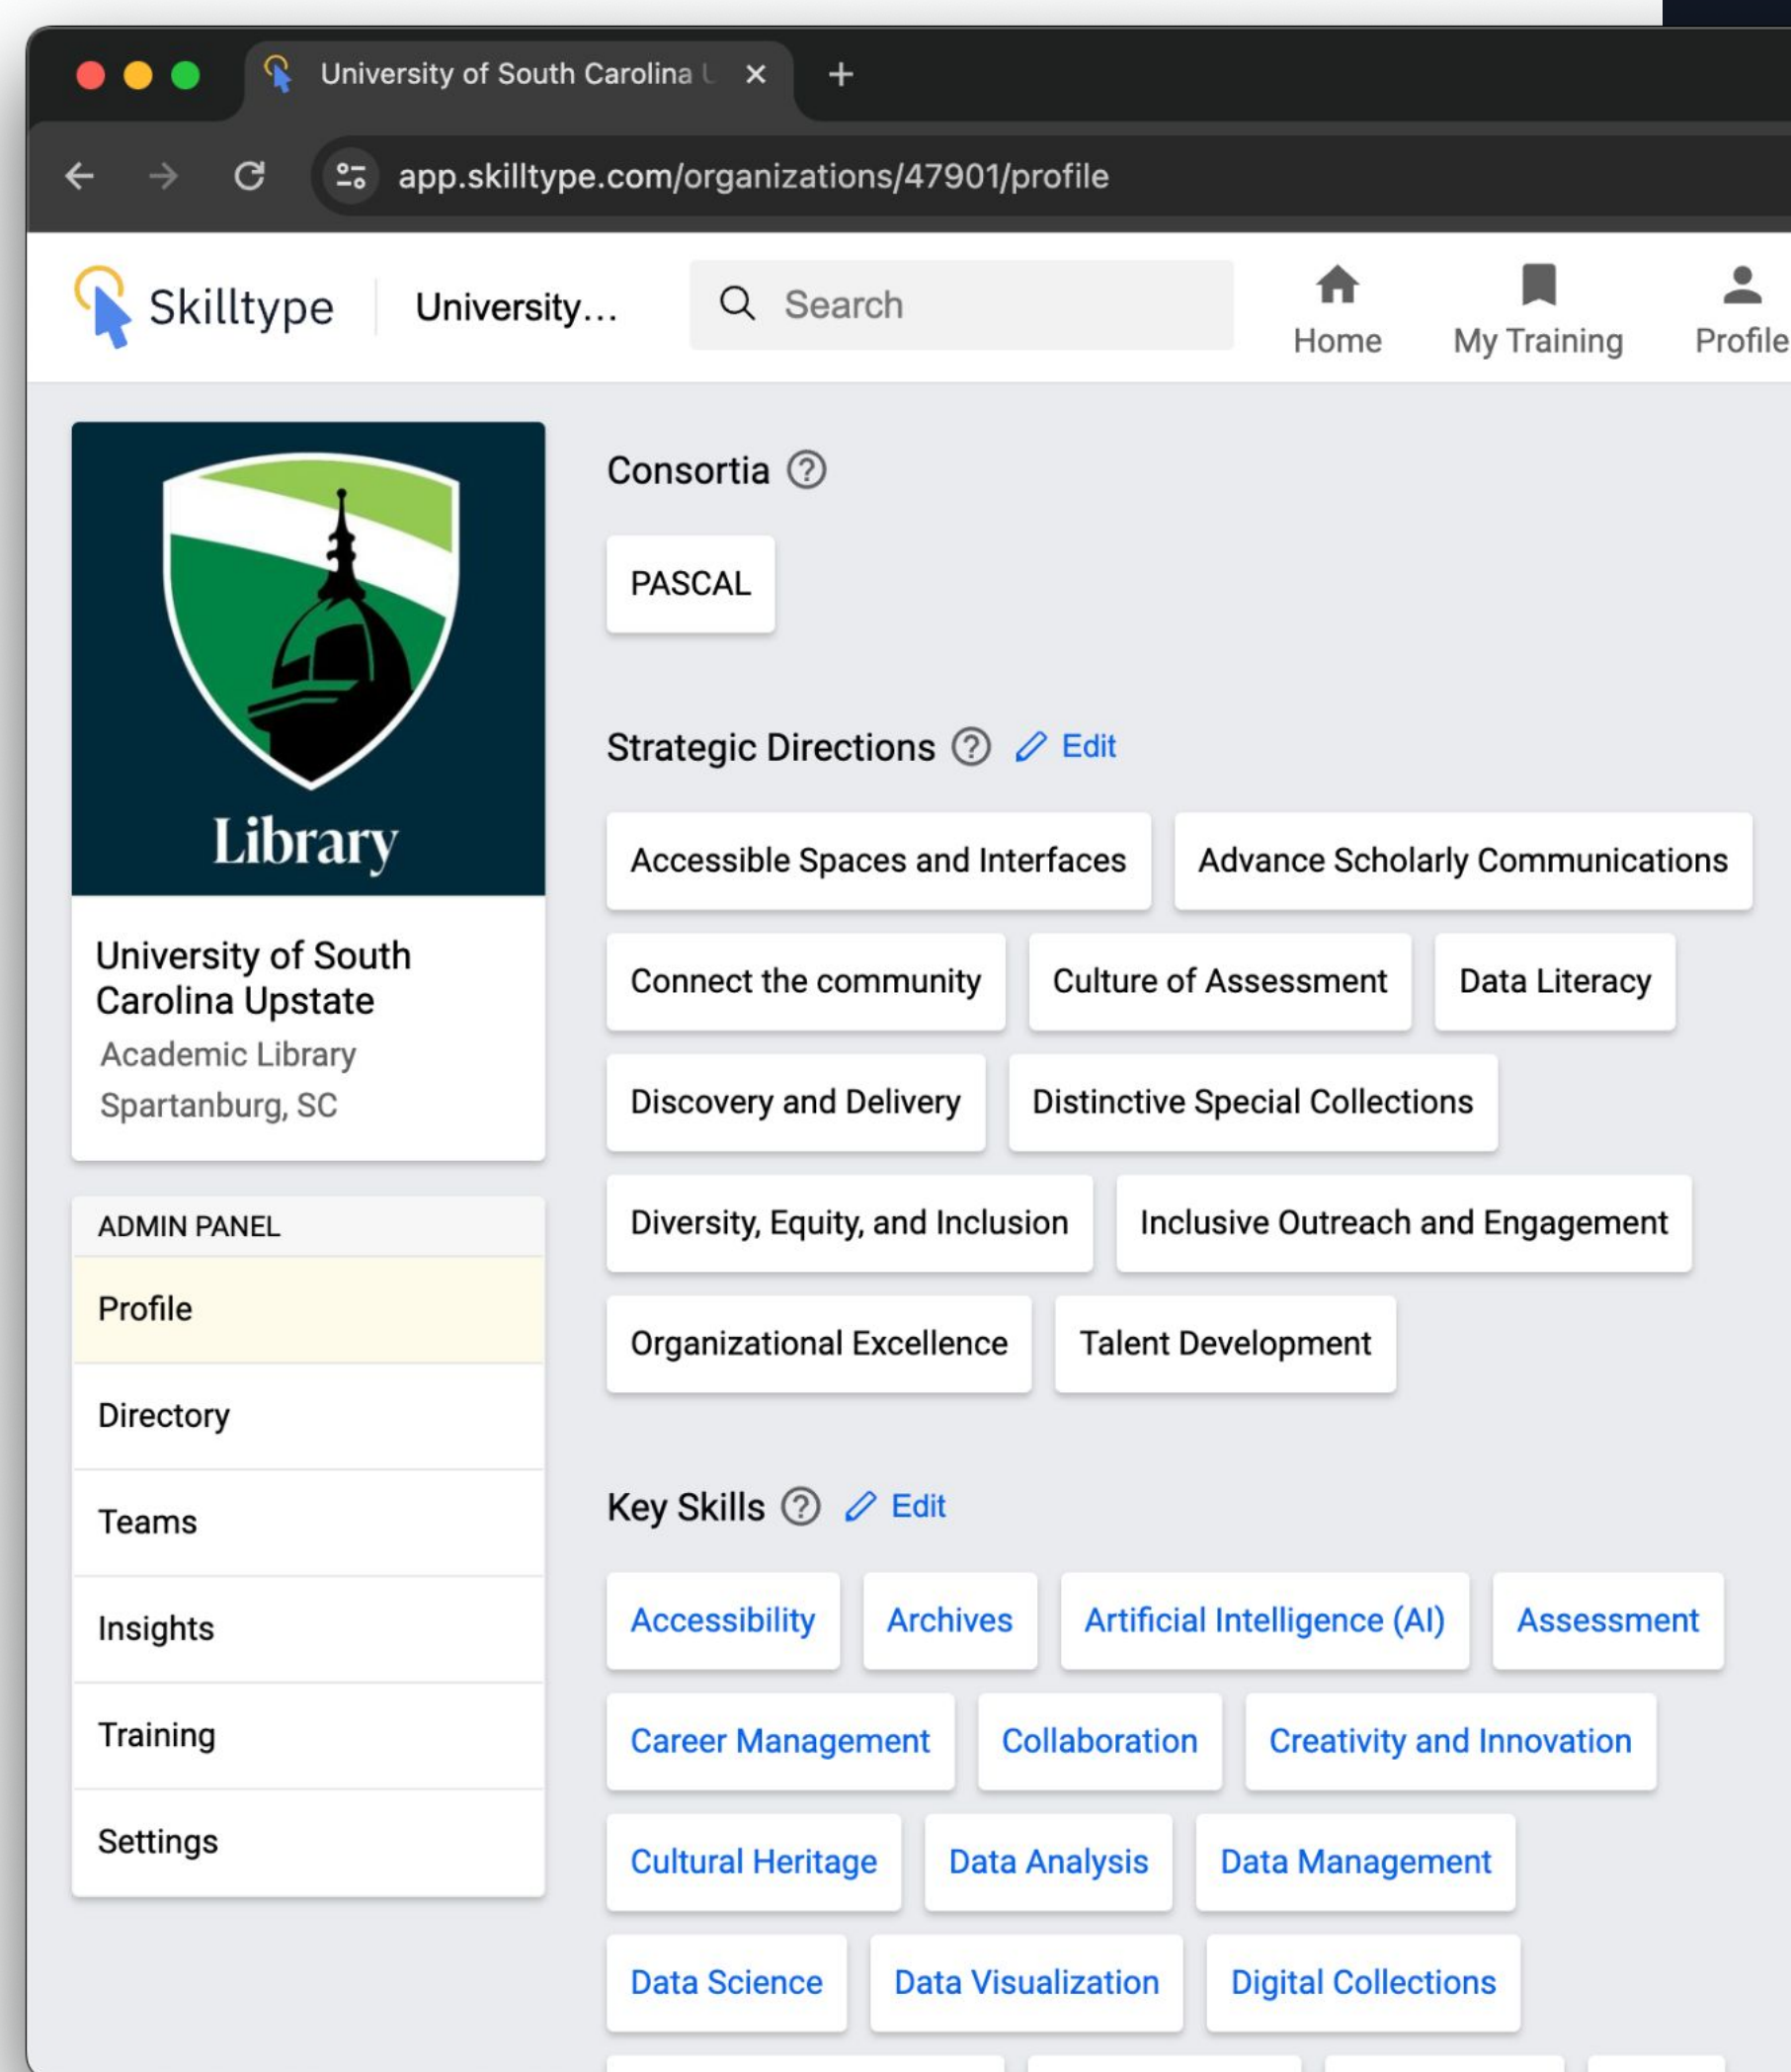 University of South Carolina U
app.skilltype.com/organizations/47901/profile
Skilltype
University...
Search
Home
My Training
Profile
Library
University of South
Carolina Upstate
Academic Library
Spartanburg, SC
ADMIN PANEL
Profile
Directory
Teams
Insights
Training
Settings
Consortia
PASCAL
Strategic Directions Edit
Accessible Spaces and Interfaces Advance Scholarly Communications
Connect the community Culture of Assessment Data Literacy
Discovery and Delivery Distinctive Special Collections
Diversity, Equity, and Inclusion Inclusive Outreach and Engagement
Organizational Excellence Talent Development
Key Skills Edit
Accessibility Archives Artificial Intelligence (AI) Assessment
Career Management Collaboration Creativity and Innovation
Cultural Heritage Data Analysis Data Management
Data Science Data Visualization Digital Collections